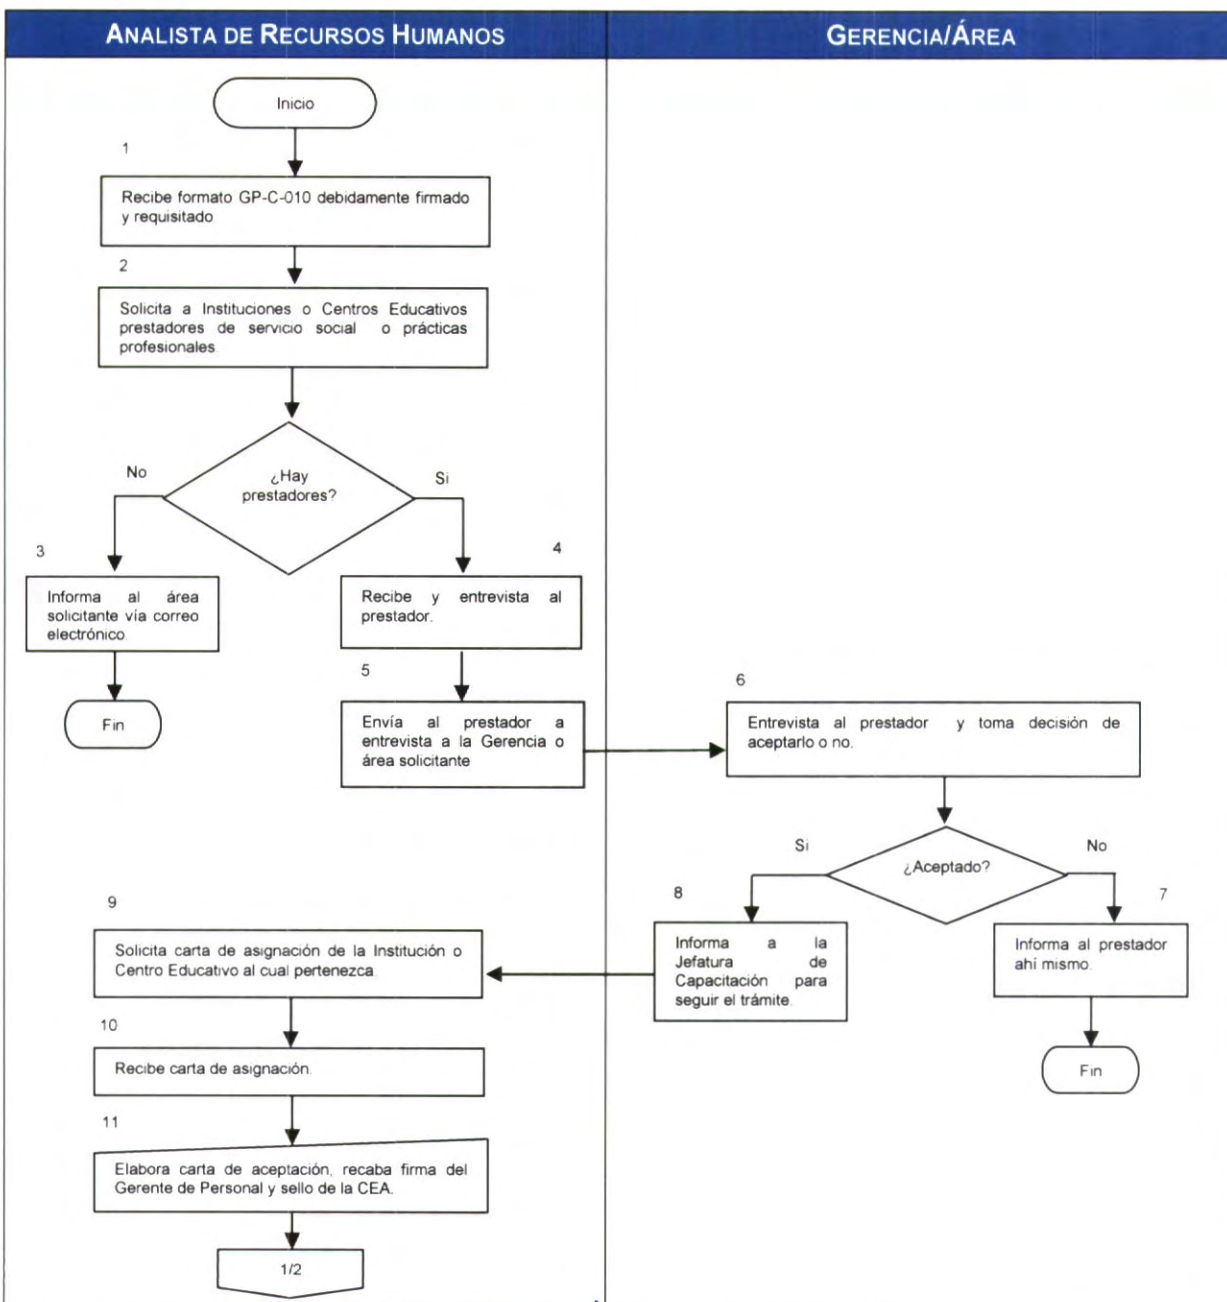 ANALISTA DE RECURSOS HUMANOS
GERENCIA/ÁREA
Inicio
1
Recibe formato GP-C-010 debidamente firmado
y requisitado
2
Solicita a Instituciones o Centros Educativos
prestadores de servicio social o prácticas
profesionales.
¿Hay
prestadores?
No
Si
3
Informa al área
solicitante vía correo
electrónico.
Fin
4
Recibe y entrevista al
prestador.
5
Envía al prestador a
entrevista a la Gerencia o
área solicitante
6
Entrevista al prestador y toma decisión de
aceptarlo o no.
¿Aceptado?
Si
No
7
Informa al prestador
ahí mismo.
Fin
8
Informa a la
Jefatura de
Capacitación para
seguir el trámite.
9
Solicita carta de asignación de la Institución o
Centro Educativo al cual pertenezca.
10
Recibe carta de asignación.
11
Elabora carta de aceptación, recaba firma del
Gerente de Personal y sello de la CEA.
1/2